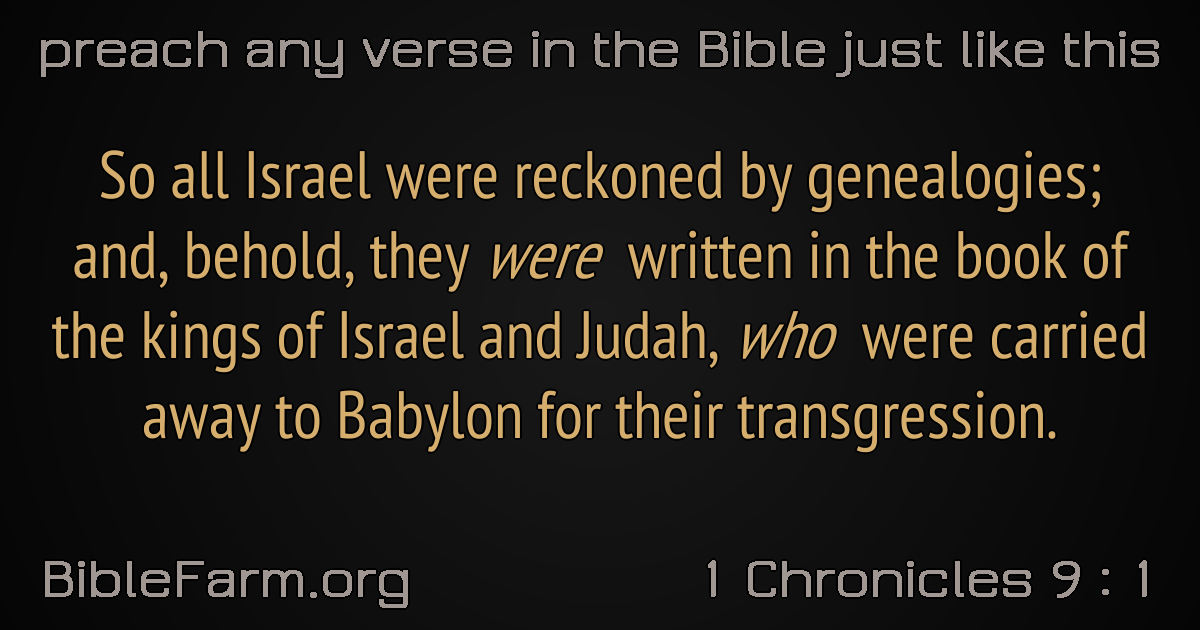 preach any verse in the Bible just like this
So all Israel were reckoned by genealogies;
and, behold, they were written in the book of
the kings of Israel and Judah, who were carried
away to Babylon for their transgression.
BibleFarm.org
1 Chronicles 9 : 1